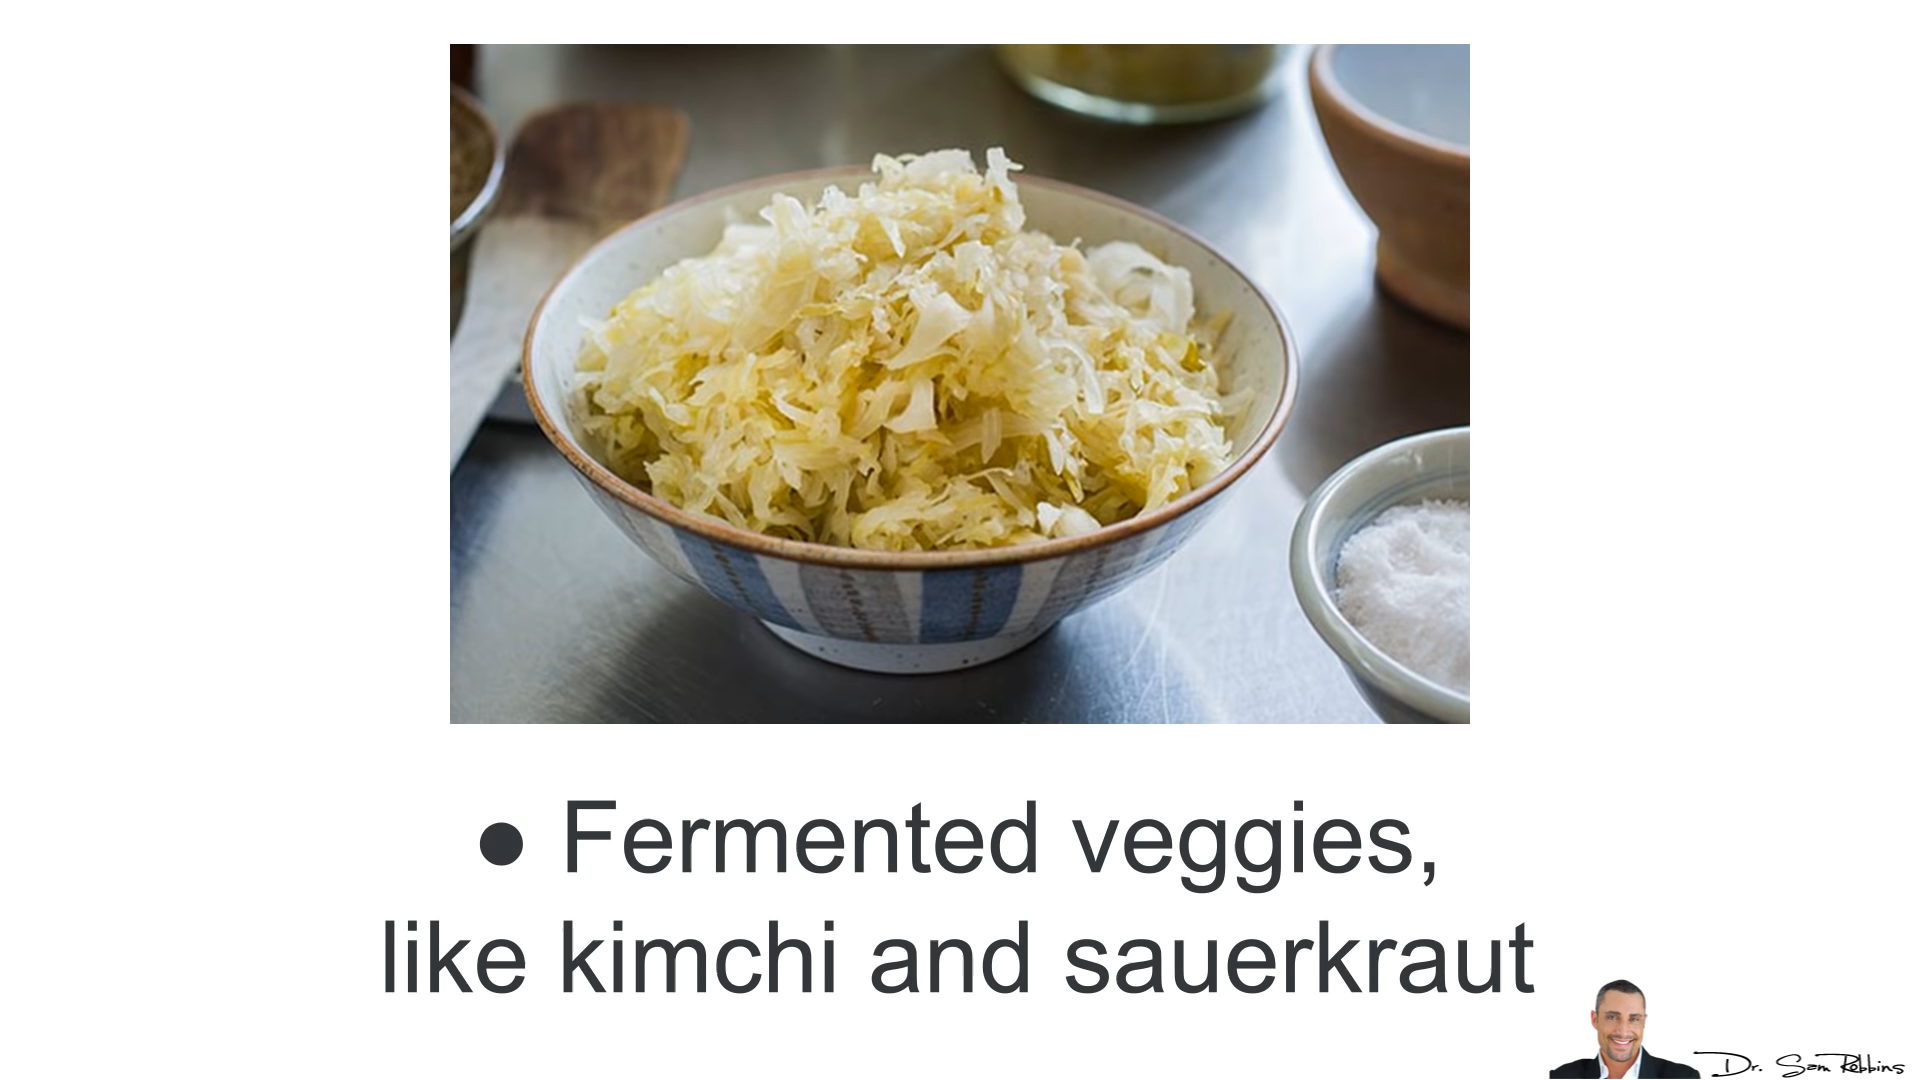 ● Fermented veggies,
like kimchi and sauerkraut
Dr. Sam Robbins